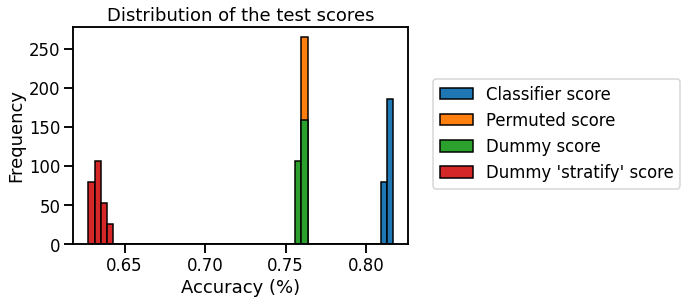 Distribution of the test scores
Frequency
250
200
150
100
50
0
0.65 0.70 0.75 0.80
Accuracy (%)
Classifier score
Permuted score
Dummy score
Dummy 'stratify' score